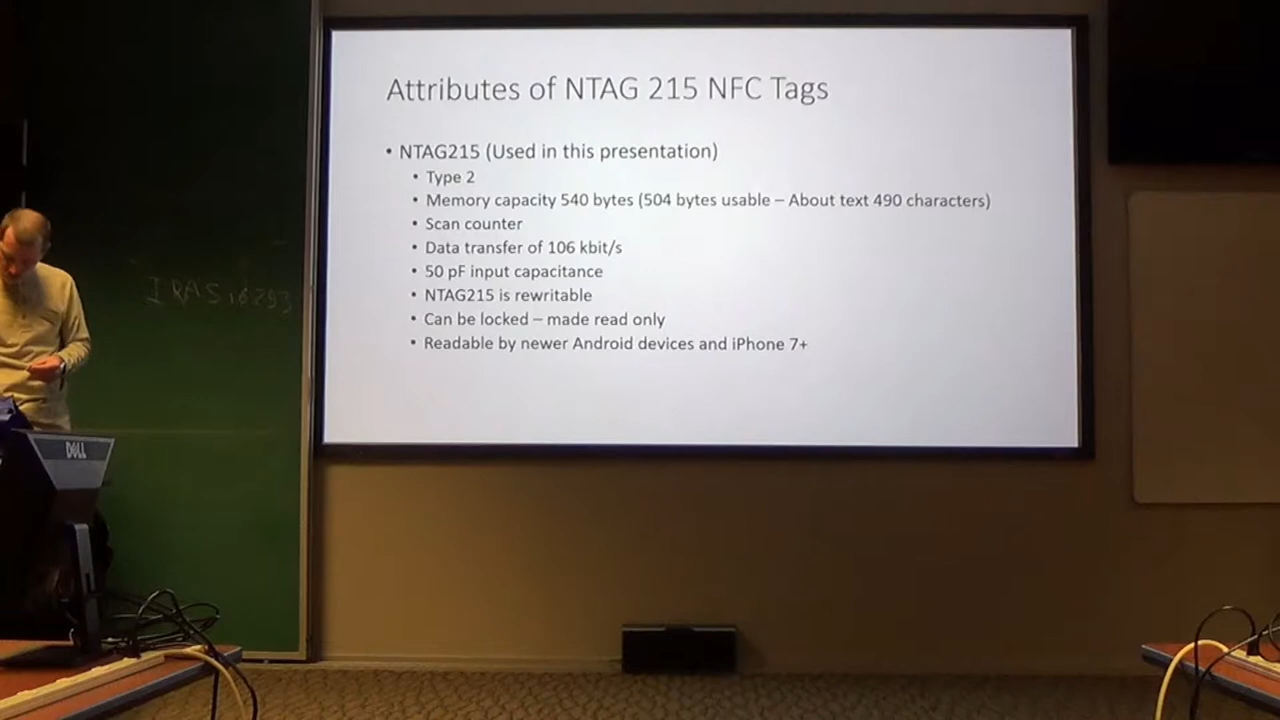 Attributes of NTAG 215 NFC Tags
• NTAG215 (Used in this presentation)
• Type 2
• Memory capacity 540 bytes (504 bytes usable – About text 490 characters)
• Scan counter
• Data transfer of 106 kbit/s
• 50 pF input capacitance
• NTAG215 is rewritable
• Can be locked – made read only
• Readable by newer Android devices and iPhone 7+
DELL